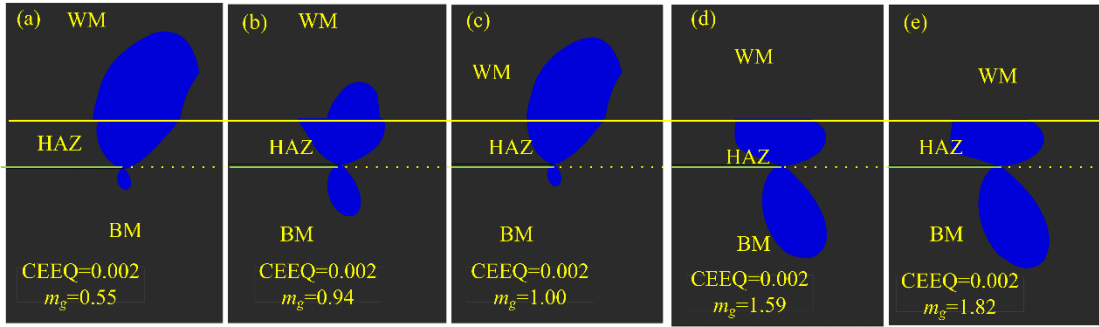 (a)
WM
HAZ
BM
CEEQ=0.002
mg=0.55
(b)
WM
HAZ
BM
CEEQ=0.002
mg=0.94
(c)
WM
HAZ
BM
CEEQ=0.002
mg=1.00
(d)
WM
HAZ
BM
CEEQ=0.002
mg=1.59
(e)
WM
HAZ
BM
CEEQ=0.002
mg=1.82